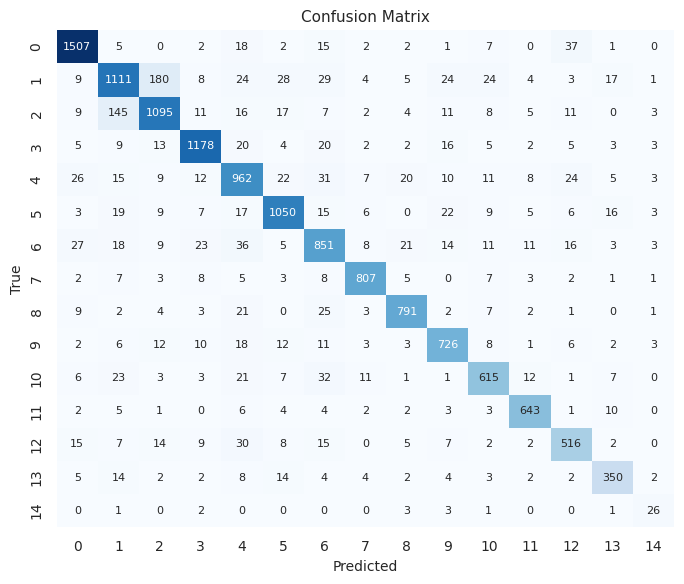 Confusion Matrix
0 1507 5 0 2 18 2 15 2 2 1 7 0 37 1 0
1 9 1111 180 8 24 28 29 4 5 24 24 4 3 17 1
2 9 145 1095 11 16 17 7 2 4 11 8 5 11 0 3
3 5 9 13 1178 20 4 20 2 2 16 5 2 5 3 3
4 26 15 9 12 962 22 31 7 20 10 11 8 24 5 3
5 3 19 9 7 17 1050 15 6 0 22 9 5 6 16 3
6 27 18 9 23 36 5 851 8 21 14 11 11 16 3 3
7 2 7 3 8 5 3 8 807 5 0 7 3 2 1 1
8 9 2 4 3 21 0 25 3 791 2 7 2 1 0 1
9 2 6 12 10 18 12 11 3 3 726 8 1 6 2 3
10 6 23 3 3 21 7 32 11 1 1 615 12 1 7 0
11 2 5 1 0 6 4 4 2 2 3 3 643 1 10 0
12 15 7 14 9 30 8 15 0 5 7 2 2 516 2 0
13 5 14 2 2 8 14 4 4 2 4 3 2 2 350 2
14 0 1 0 2 0 0 0 0 3 3 1 0 0 1 26
0 1 2 3 4 5 6 7 8 9 10 11 12 13 14
Predicted
True